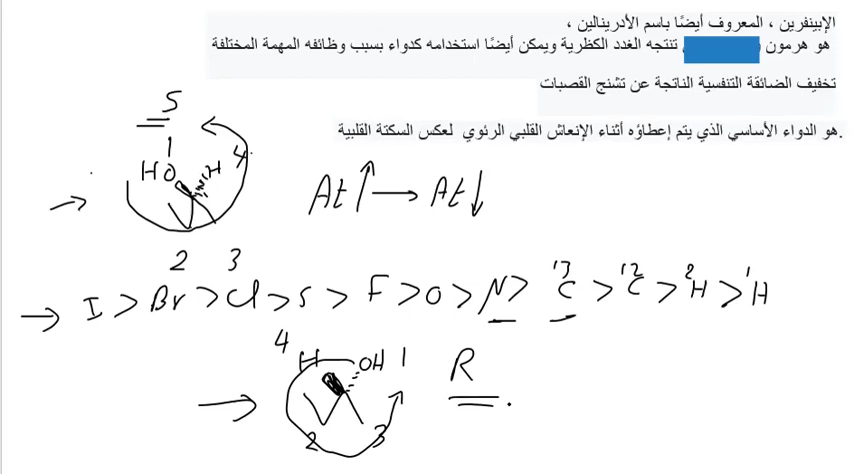 الإبينفرين ، المعروف أيضًا باسم الأدرينالين ،
هو هرمون تنتجه الغدد الكظرية ويمكن أيضًا استخدامه كدواء بسبب وظائفه المهمة المختلفة
تخفيف الضائقة التنفسية الناتجة عن تشنج القصبات
هو الدواء الأساسي الذي يتم إعطاؤه أثناء الإنعاش القلبي الرئوي لعكس السكتة القلبية.
S
1
4
HO H
At↑ → At↓
2 3
→ I > Br > Cl > S > F > O > N > ¹³C > ¹²C > ²H > ¹H
4 H OH 1 R
2 3